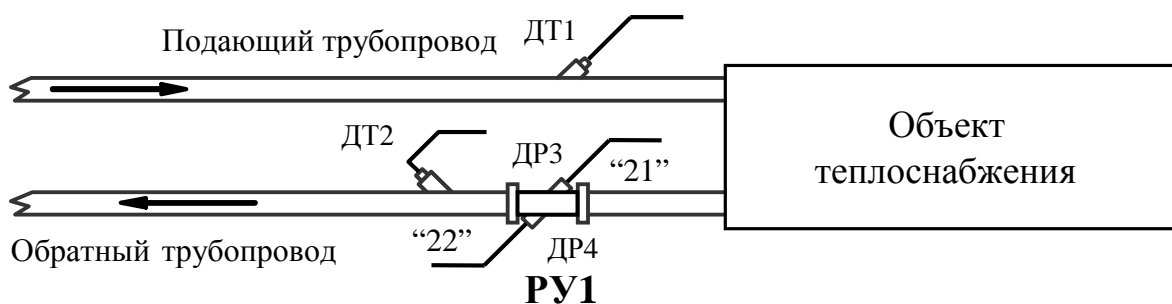 Подающий трубопровод
ДТ1
Объект
теплоснабжения
ДТ2
ДР3
“21”
“22”
ДР4
Обратный трубопровод
РУ1